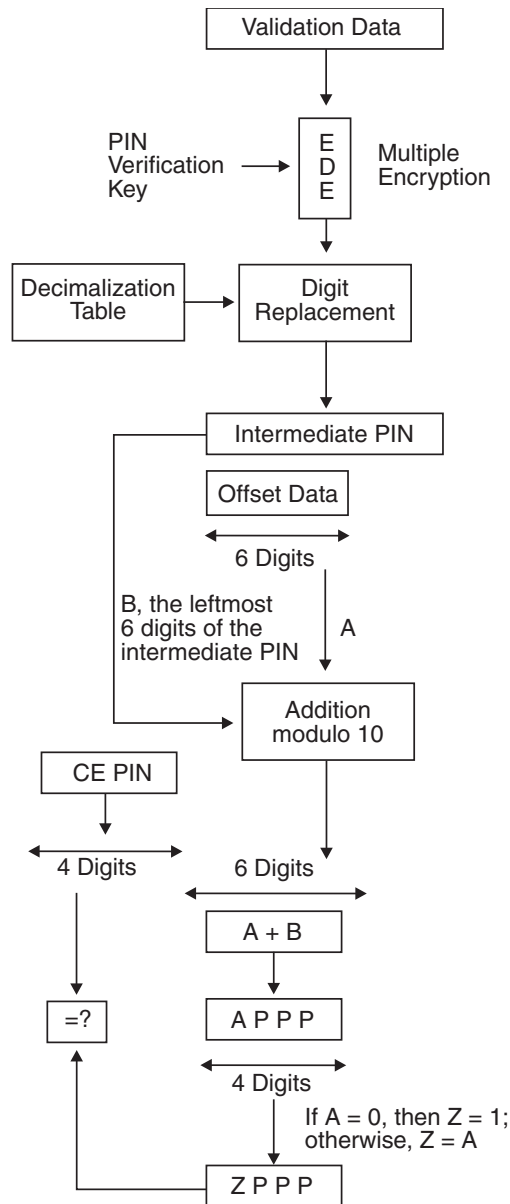 Validation Data
PIN
Verification
Key
E
D
E
Multiple
Encryption
Decimalization
Table
Digit
Replacement
Intermediate PIN
Offset Data
6 Digits
B, the leftmost
6 digits of the
intermediate PIN
A
Addition
modulo 10
CE PIN
4 Digits
6 Digits
A + B
=?
A P P P
4 Digits
If A = 0, then Z = 1;
otherwise, Z = A
Z P P P